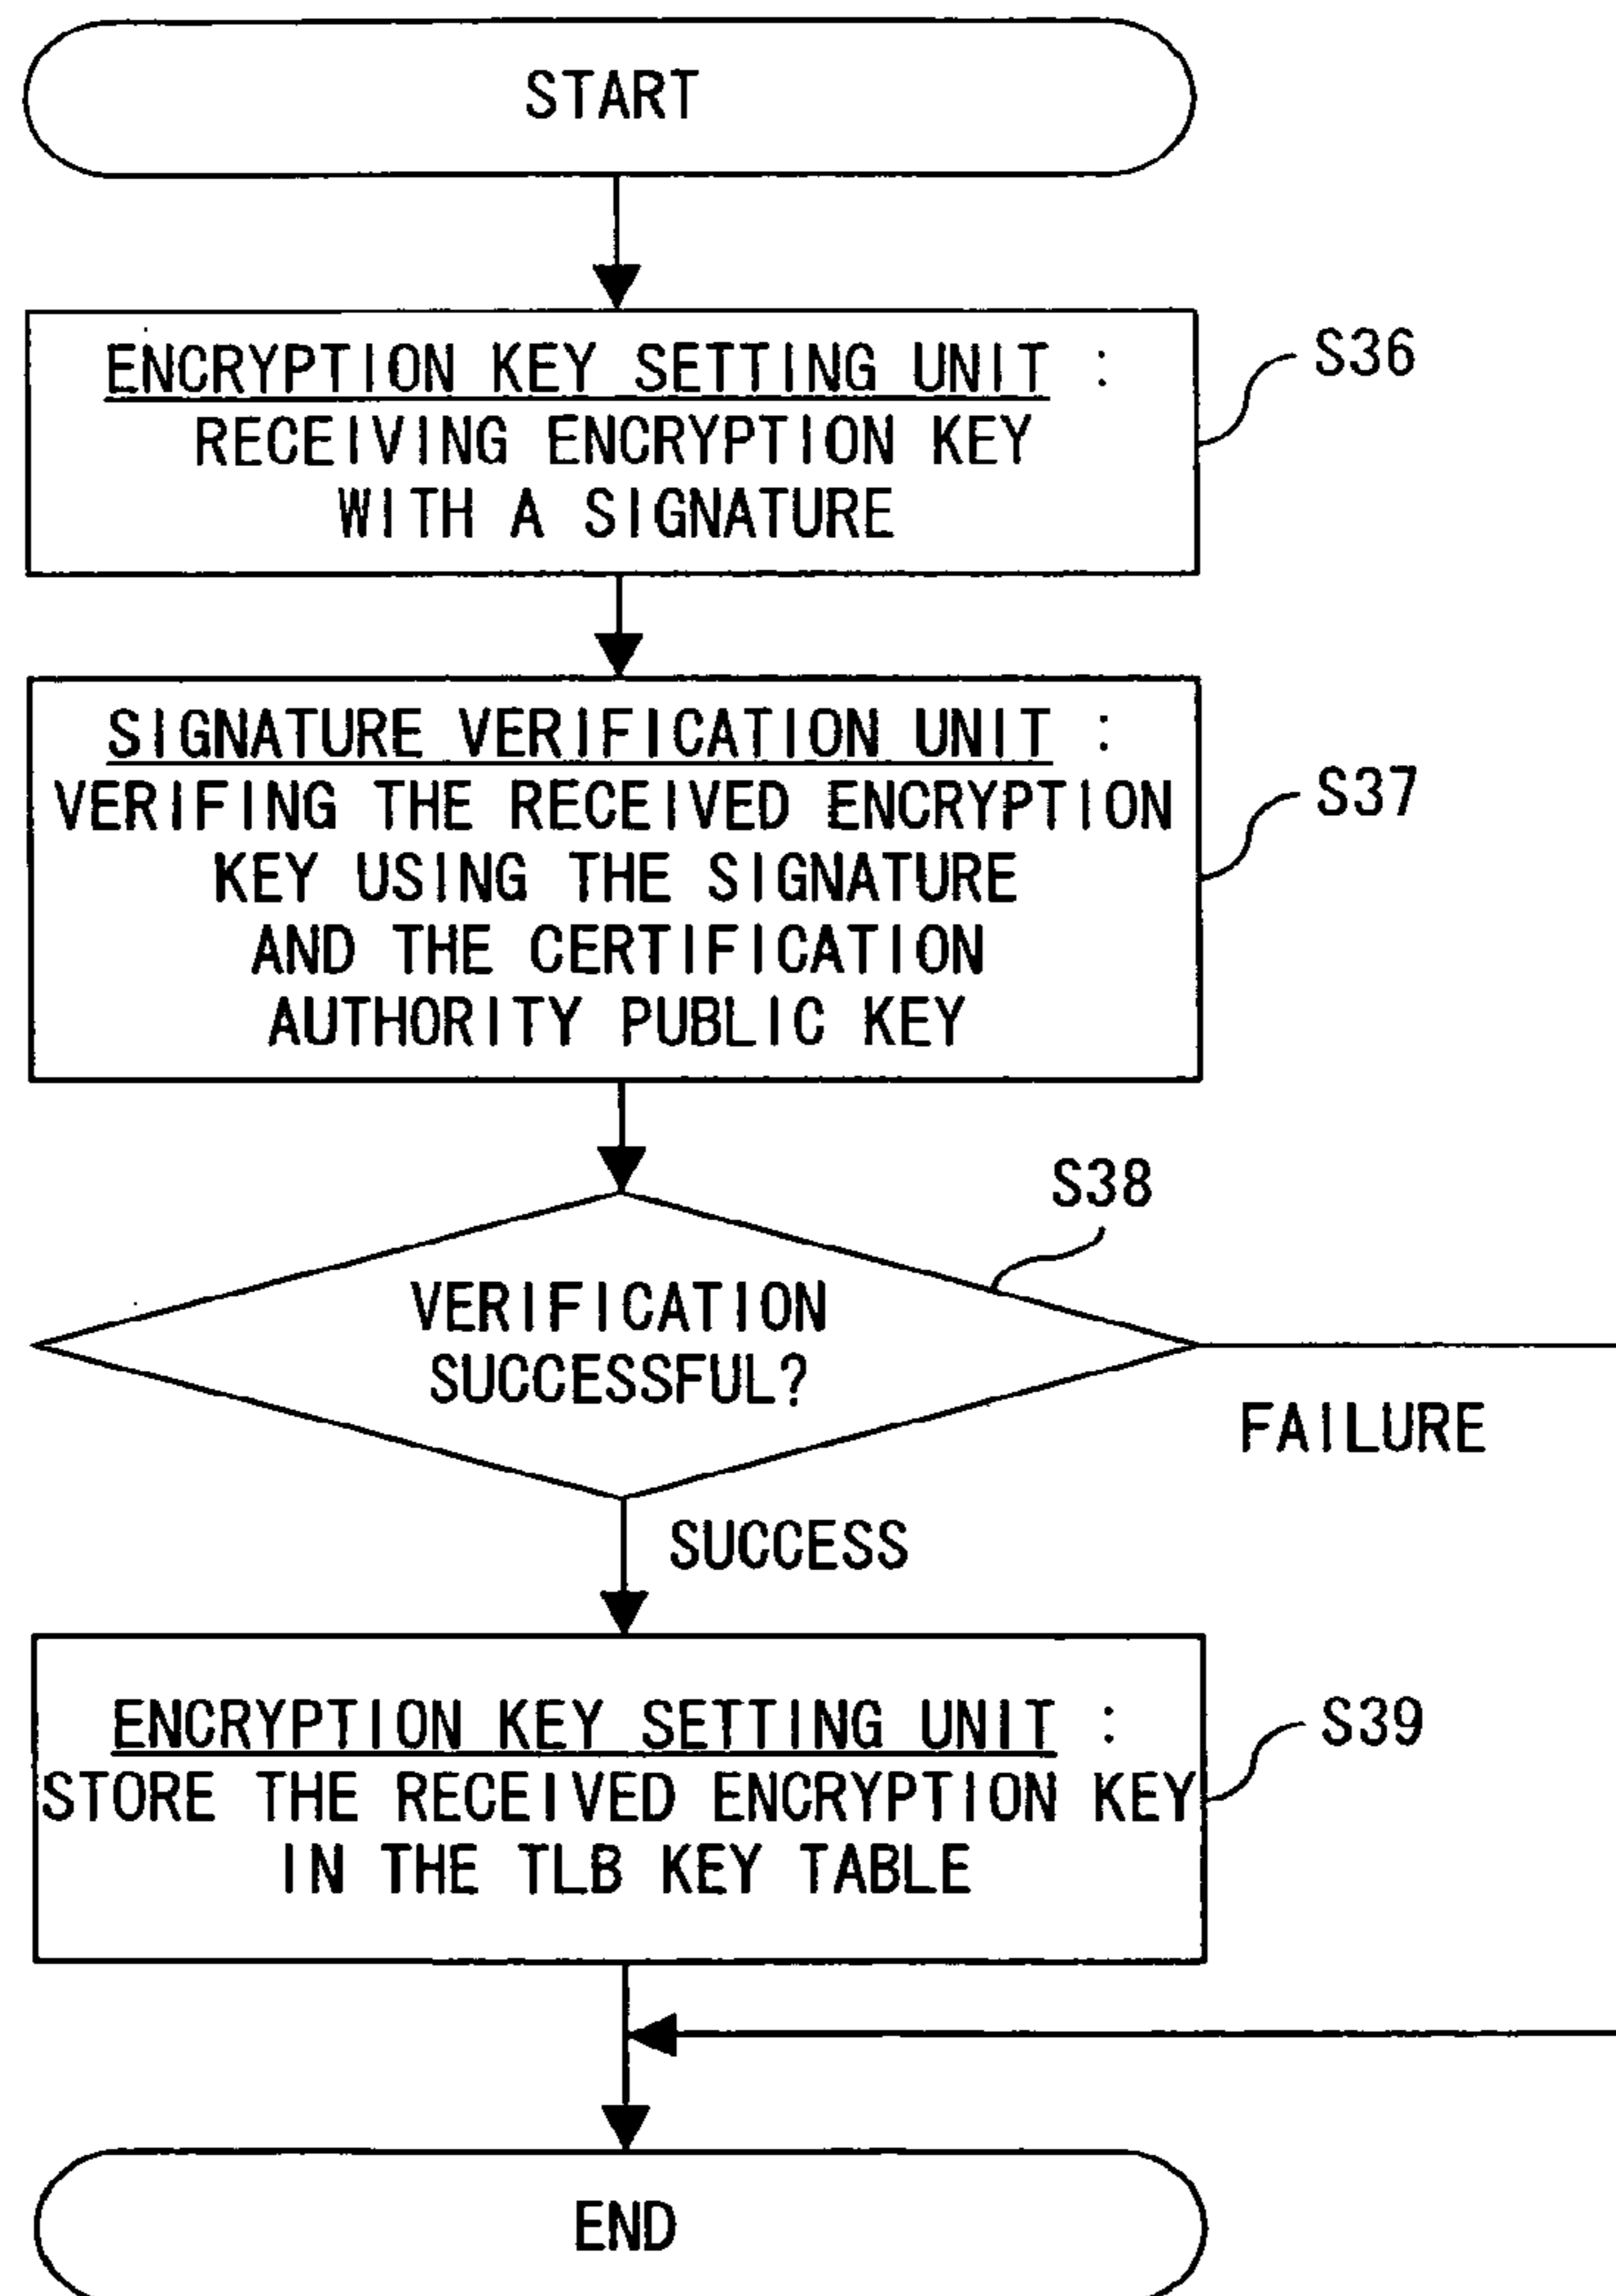 START
ENCRYPTION KEY SETTING UNIT :
RECEIVING ENCRYPTION KEY
WITH A SIGNATURE
S36
SIGNATURE VERIFICATION UNIT :
VERIFING THE RECEIVED ENCRYPTION
KEY USING THE SIGNATURE
AND THE CERTIFICATION
AUTHORITY PUBLIC KEY
S37
S38
VERIFICATION
SUCCESSFUL?
FAILURE
SUCCESS
ENCRYPTION KEY SETTING UNIT :
STORE THE RECEIVED ENCRYPTION KEY
IN THE TLB KEY TABLE
S39
END